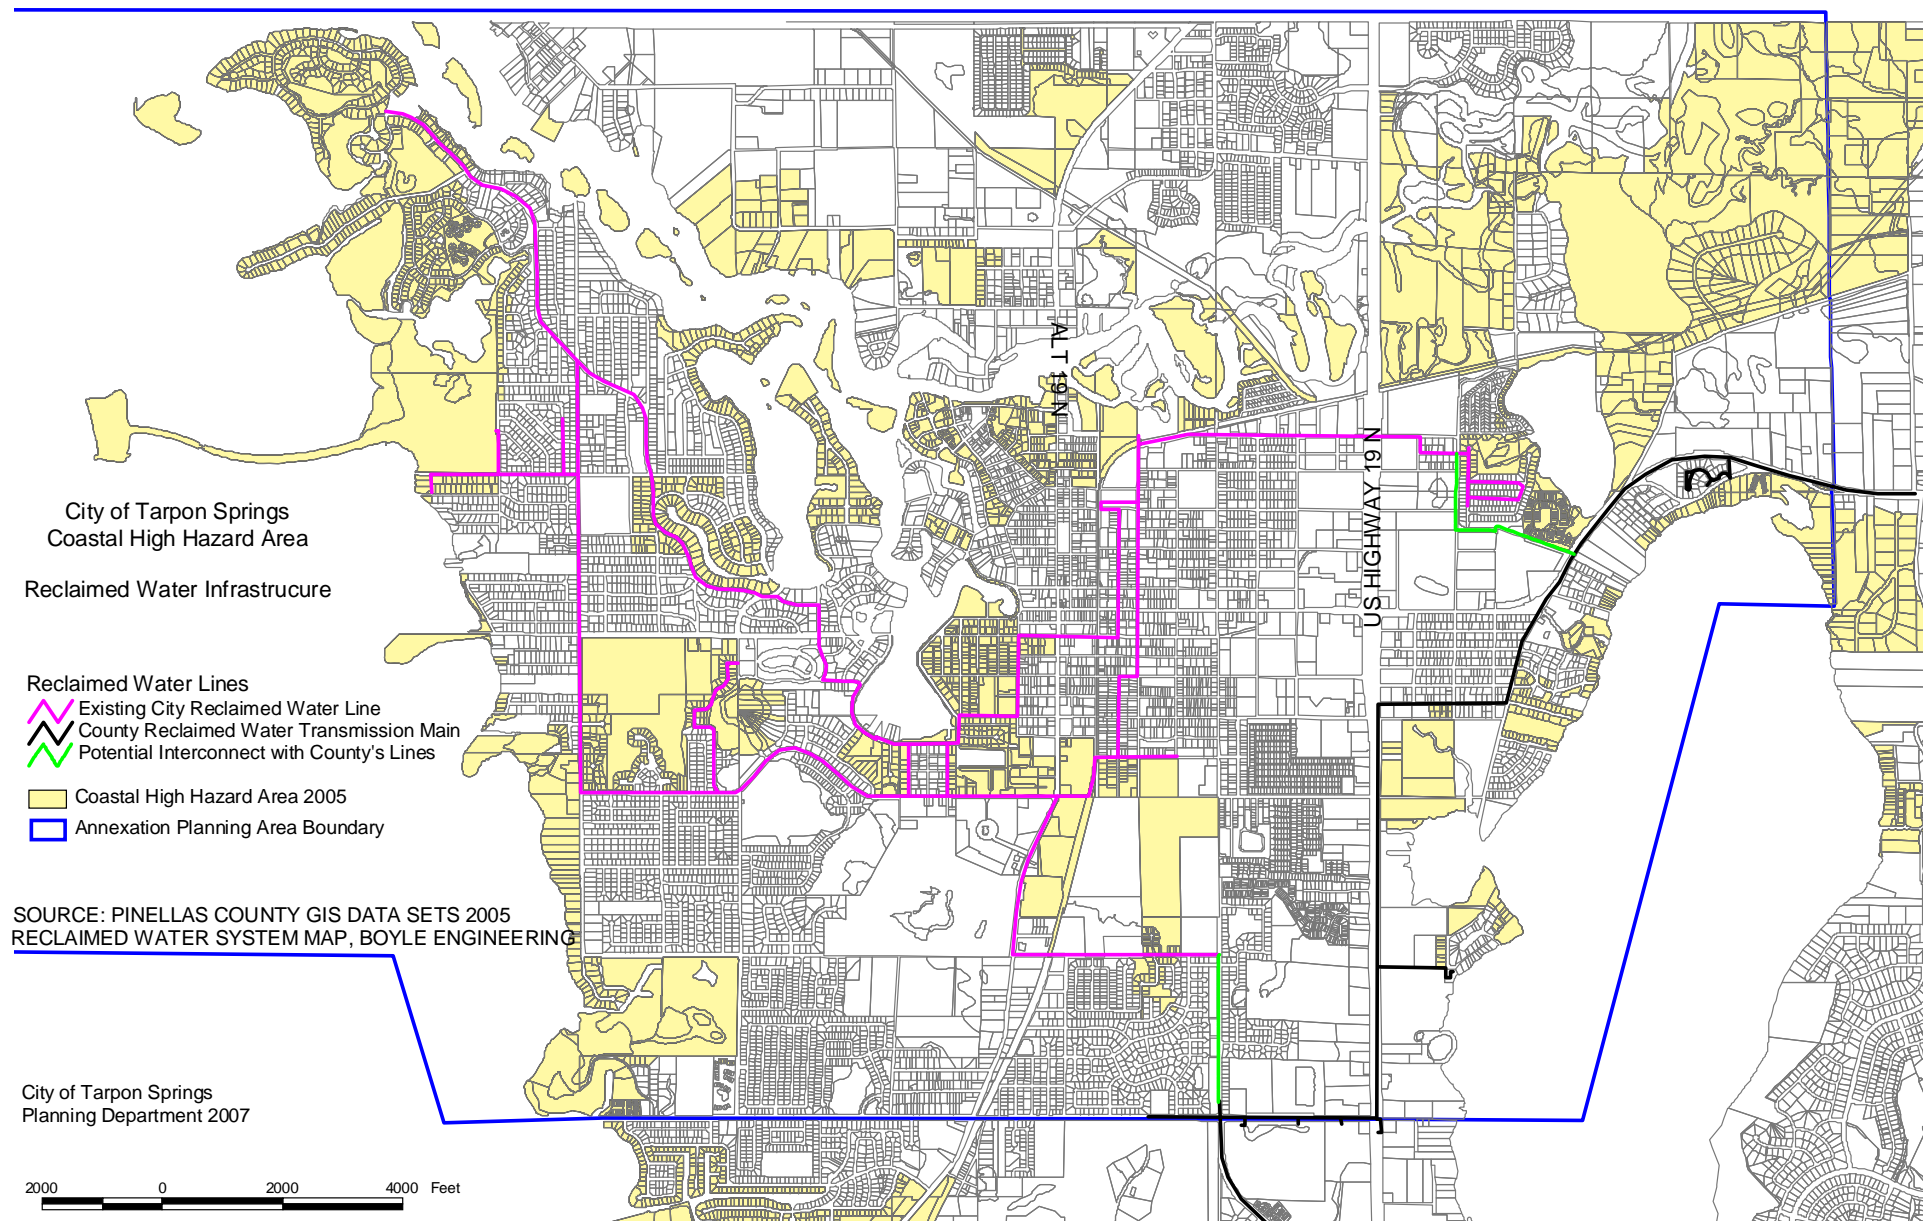 City of Tarpon Springs
Coastal High Hazard Area
Reclaimed Water Infrastrucure
Reclaimed Water Lines
Existing City Reclaimed Water Line
County Reclaimed Water Transmission Main
Potential Interconnect with County's Lines
Coastal High Hazard Area 2005
Annexation Planning Area Boundary
SOURCE: PINELLAS COUNTY GIS DATA SETS 2005
RECLAIMED WATER SYSTEM MAP, BOYLE ENGINEERING
City of Tarpon Springs
Planning Department 2007
2000 0 2000 4000 Feet
ALT 19 N
US HIGHWAY 19 N